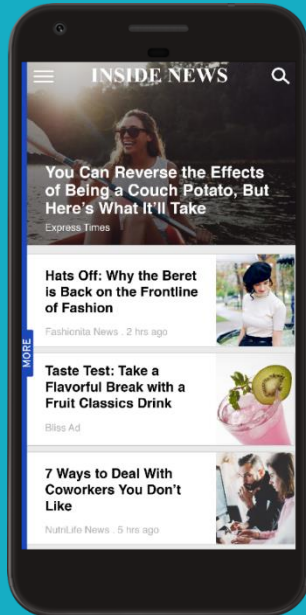 INSIDE NEWS
You Can Reverse the Effects
of Being a Couch Potato, But
Here's What It'll Take
Express Times
Hats Off: Why the Beret
is Back on the Frontline
of Fashion
Fashionita News . 2 hrs ago
MORE
Taste Test: Take a
Flavorful Break with a
Fruit Classics Drink
Bliss Ad
7 Ways to Deal With
Coworkers You Don't
Like
NutriLife News . 5 hrs ago